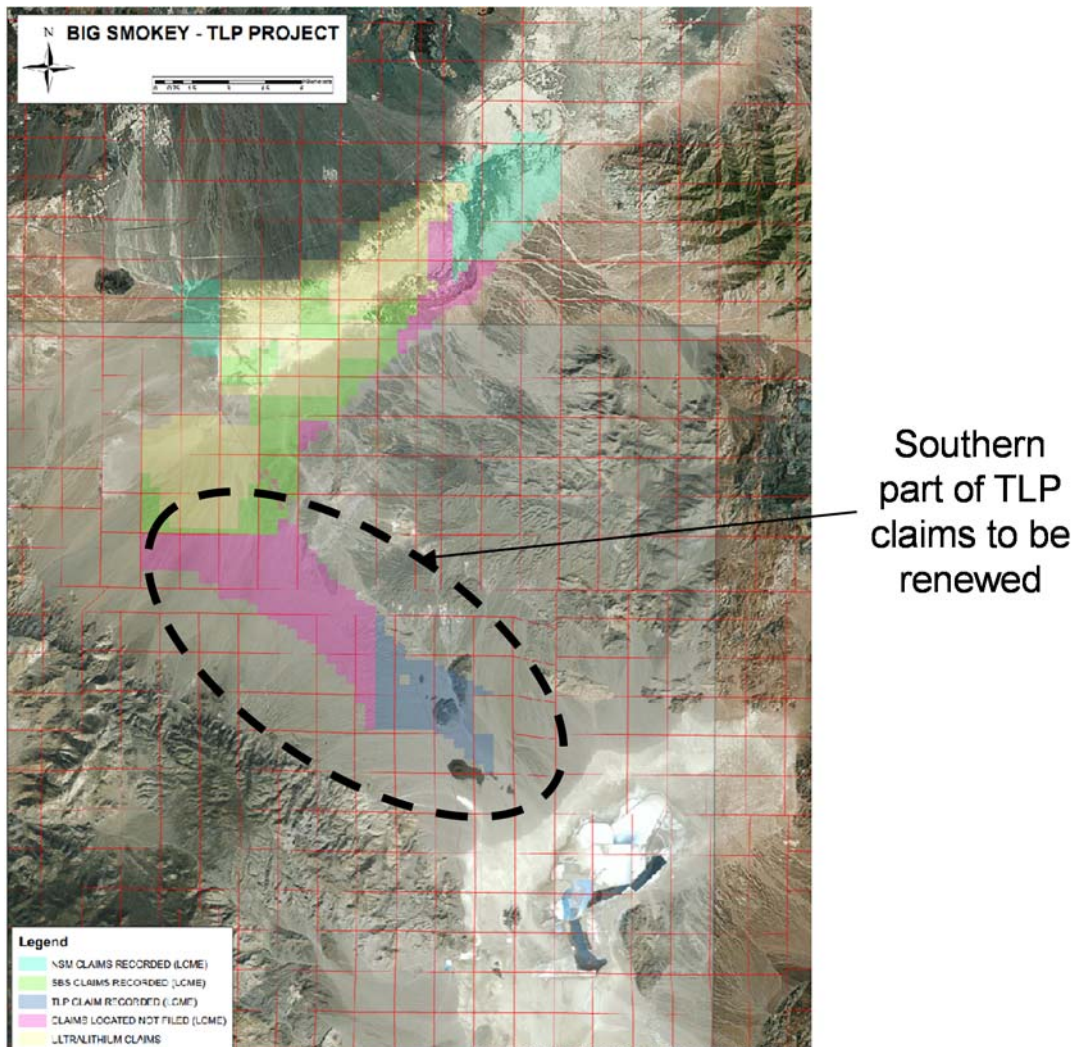 N BIG SMOKEY - TLP PROJECT
Southern
part of TLP
claims to be
renewed
Legend
NSM CLAIMS RECORDED (LCME)
SBS CLAIMS RECORDED (LCME)
TLP CLAIM RECORDED (LCME)
CLAIMS LOCATED NOT FILED (LCME)
ULTRALITHIUM CLAIMS